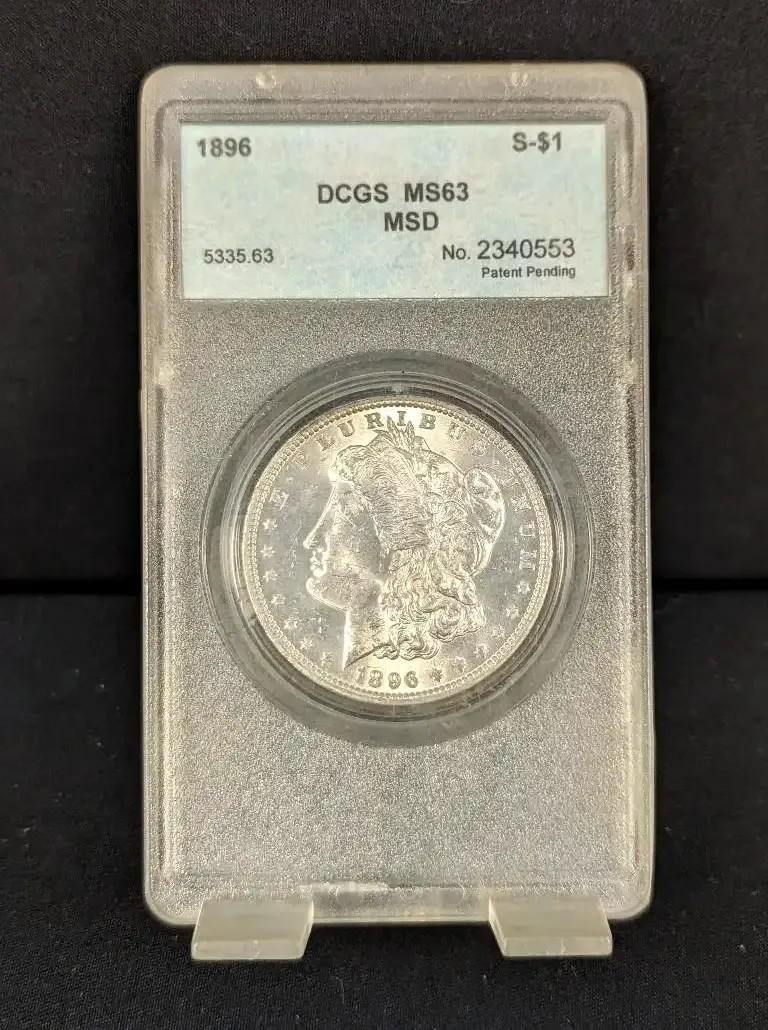 1896 S-$1
DCGS MS63
MSD
5335.63 No. 2340553
Patent Pending
E PLURIBUS UNUM
1896